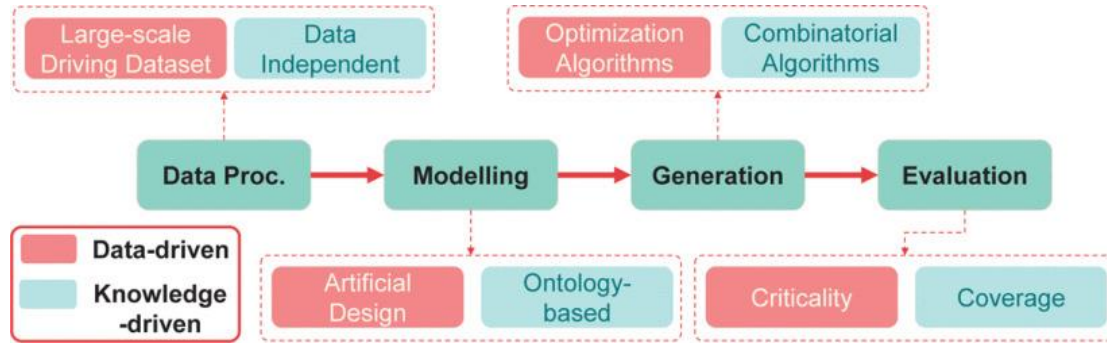 Large-scale
Driving Dataset
Data
Independent
Optimization
Algorithms
Combinatorial
Algorithms
Data Proc.
Modelling
Generation
Evaluation
Data-driven
Knowledge
-driven
Artificial
Design
Ontology-
based
Criticality
Coverage